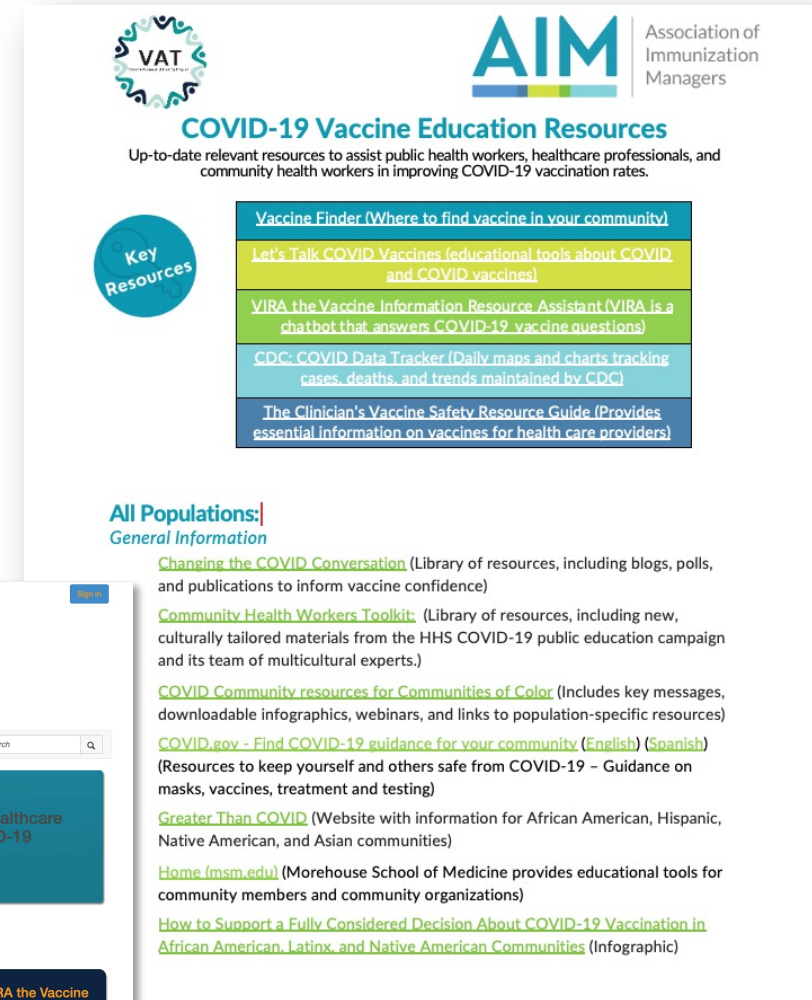 VAT
AIM
Association of
Immunization
Managers
COVID-19 Vaccine Education Resources
Up-to-date relevant resources to assist public health workers, healthcare professionals, and
community health workers in improving COVID-19 vaccination rates.
Key
Resources
Vaccine Finder (Where to find vaccine in your community)
Let's Talk COVID Vaccines (educational tools about COVID
and COVID vaccines)
VIRA the Vaccine Information Resource Assistant (VIRA is a
chatbot that answers COVID-19 vaccine questions)
CDC: COVID Data Tracker (Daily maps and charts tracking
cases, deaths, and trends maintained by CDC)
The Clinician's Vaccine Safety Resource Guide (Provides
essential information on vaccines for health care providers)
All Populations:
General Information
Changing the COVID Conversation (Library of resources, including blogs, polls,
and publications to inform vaccine confidence)
Community Health Workers Toolkit: (Library of resources, including new,
culturally tailored materials from the HHS COVID-19 public education campaign
and its team of multicultural experts.)
COVID Community resources for Communities of Color (Includes key messages,
downloadable infographics, webinars, and links to population-specific resources)
COVID.gov - Find COVID-19 guidance for your community (English) (Spanish)
(Resources to keep yourself and others safe from COVID-19 – Guidance on
masks, vaccines, treatment and testing)
Greater Than COVID (Website with information for African American, Hispanic,
Native American, and Asian communities)
Home (msm.edu) (Morehouse School of Medicine provides educational tools for
community members and community organizations)
How to Support a Fully Considered Decision About COVID-19 Vaccination in
African American, Latinx, and Native American Communities (Infographic)
Sign in
rch
althcare
D-19
RA the Vaccine